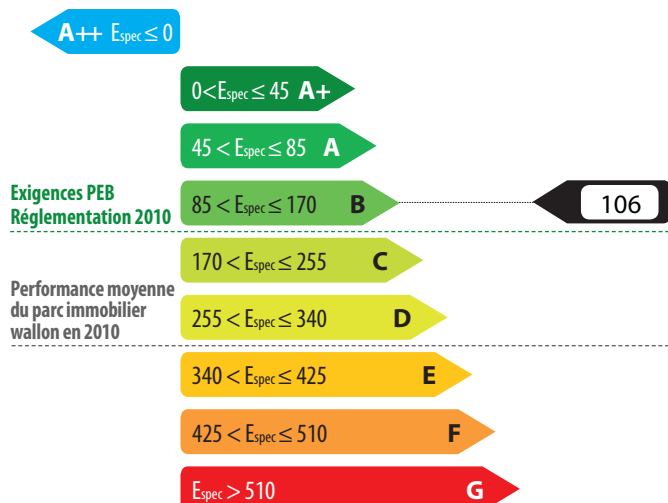 A++ Espec ≤ 0
0<Espec ≤ 45 A+
45 < Espec ≤ 85 A
Exigences PEB
Réglementation 2010
85 < Espec ≤ 170 B
106
170 < Espec ≤ 255 C
Performance moyenne
du parc immobilier
wallon en 2010
255 < Espec ≤ 340 D
340 < Espec ≤ 425 E
425 < Espec ≤ 510 F
Espec > 510 G